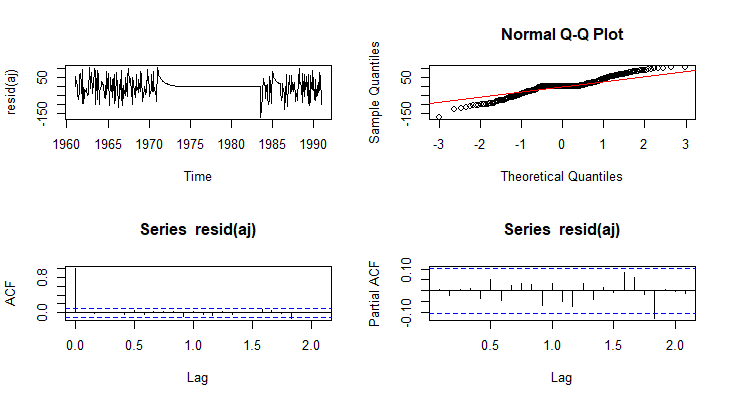 Normal Q-Q Plot
resid(aj)
-150 50
1960 1965 1970 1975 1980 1985 1990
Time
Sample Quantiles
-150 50
-3 -2 -1 0 1 2 3
Theoretical Quantiles
Series resid(aj)
ACF
0.0 0.8
0.0 0.5 1.0 1.5 2.0
Lag
Series resid(aj)
Partial ACF
-0.10 0.10
0.5 1.0 1.5 2.0
Lag